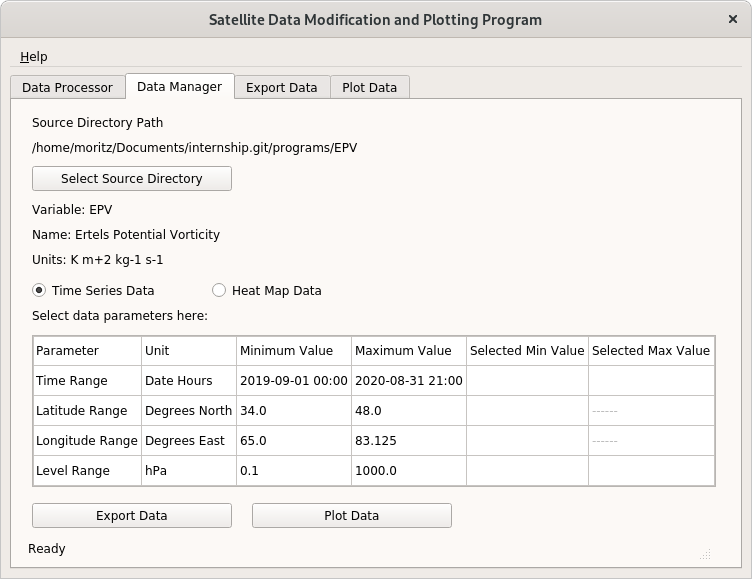 Satellite Data Modification and Plotting Program ×
Help
Data Processor Data Manager Export Data Plot Data
Source Directory Path
/home/moritz/Documents/internship.git/programs/EPV
Select Source Directory
Variable: EPV
Name: Ertels Potential Vorticity
Units: K m+2 kg-1 s-1
Time Series Data Heat Map Data
Select data parameters here:
Parameter Unit Minimum Value Maximum Value Selected Min Value Selected Max Value
Time Range Date Hours 2019-09-01 00:00 2020-08-31 21:00
Latitude Range Degrees North 34.0 48.0 ------
Longitude Range Degrees East 65.0 83.125 ------
Level Range hPa 0.1 1000.0
Export Data Plot Data
Ready